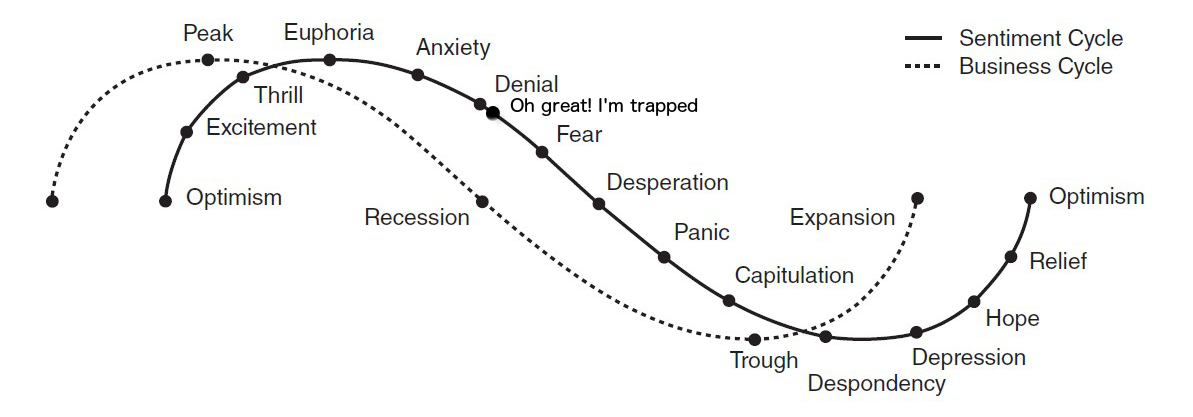 Peak
Euphoria
Anxiety
Sentiment Cycle
Business Cycle
Denial
Thrill
Oh great! I'm trapped
Excitement
Fear
Desperation
Optimism
Recession
Expansion
Optimism
Panic
Capitulation
Relief
Hope
Trough
Depression
Despondency